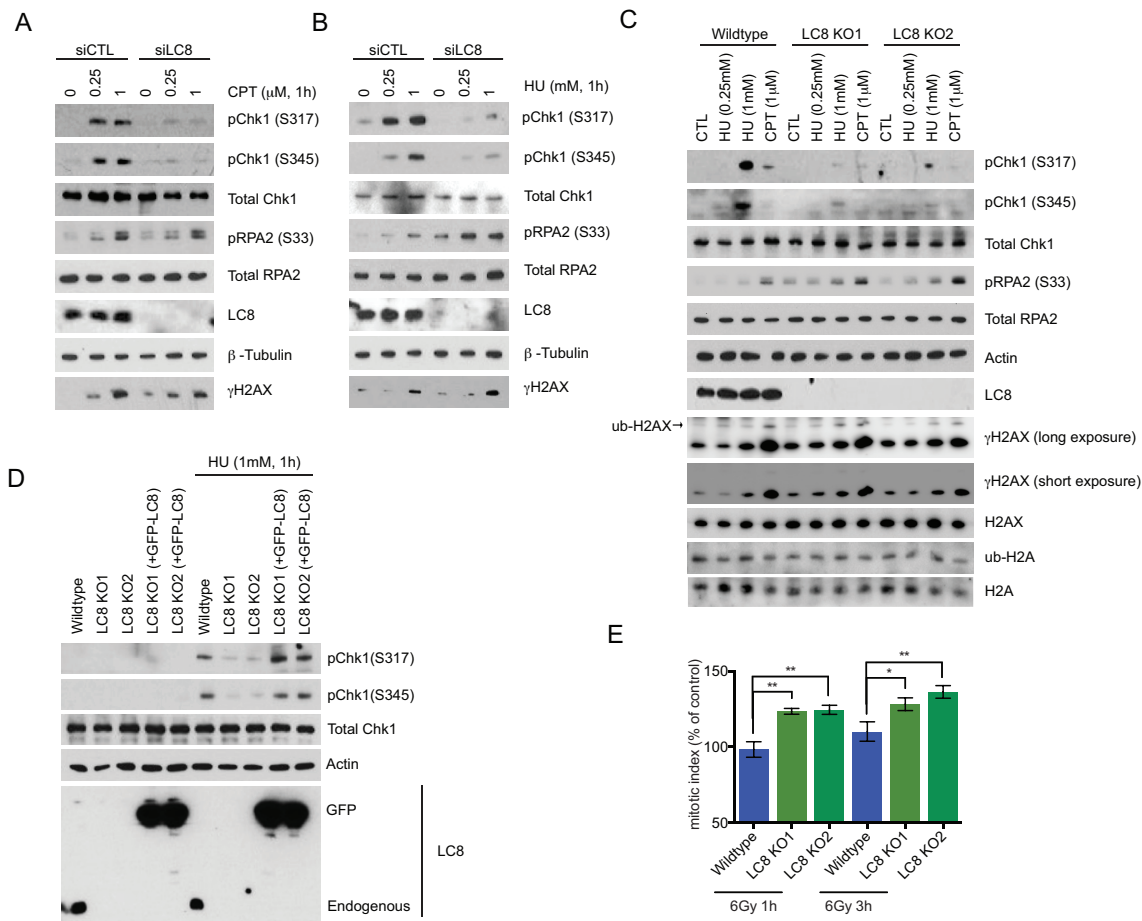 A
siCTL siLC8
0 0.25 1 0 0.25 1 CPT (μM, 1h)
pChk1 (S317)
pChk1 (S345)
Total Chk1
pRPA2 (S33)
Total RPA2
LC8
β -Tubulin
γH2AX
B
siCTL siLC8
0 0.25 1 0 0.25 1 HU (mM, 1h)
pChk1 (S317)
pChk1 (S345)
Total Chk1
pRPA2 (S33)
Total RPA2
LC8
β -Tubulin
γH2AX
C
Wildtype LC8 KO1 LC8 KO2
CTL HU (0.25mM) HU (1mM) CPT (1μM) CTL HU (0.25mM) HU (1mM) CPT (1μM) CTL HU (0.25mM) HU (1mM) CPT (1μM)
pChk1 (S317)
pChk1 (S345)
Total Chk1
pRPA2 (S33)
Total RPA2
Actin
LC8
ub-H2AX→
γH2AX (long exposure)
γH2AX (short exposure)
H2AX
ub-H2A
H2A
D
HU (1mM, 1h)
Wildtype LC8 KO1 LC8 KO2 LC8 KO1 (+GFP-LC8) LC8 KO2 (+GFP-LC8) Wildtype LC8 KO1 LC8 KO2 LC8 KO1 (+GFP-LC8) LC8 KO2 (+GFP-LC8)
pChk1(S317)
pChk1(S345)
Total Chk1
Actin
GFP
LC8
Endogenous
E
mitotic index (% of control)
150
100
50
** ** * **
Wildtype LC8 KO1 LC8 KO2 Wildtype LC8 KO1 LC8 KO2
6Gy 1h 6Gy 3h